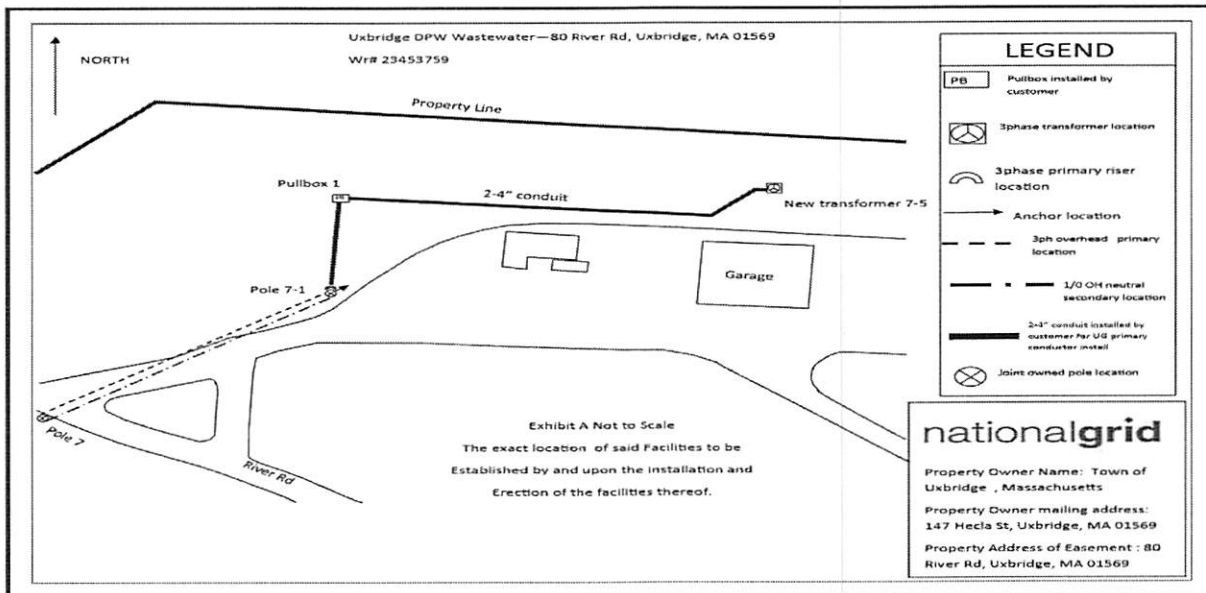 Uxbridge DPW Wastewater—80 River Rd, Uxbridge, MA 01569
Wr# 23453759
NORTH
Property Line
Pullbox 1
PB
2-4" conduit
New transformer 7-5
Pole 7-1
Garage
Pole 7
River Rd
Exhibit A Not to Scale
The exact location of said Facilities to be
Established by and upon the installation and
Erection of the facilities thereof.
LEGEND
PB
Pullbox installed by
customer
3phase transformer location
3phase primary riser
location
Anchor location
3ph overhead primary
location
1/0 OH neutral
secondary location
2-4" conduit installed by
customer for UG primary
conductor install
Joint owned pole location
nationalgrid
Property Owner Name: Town of
Uxbridge , Massachusetts
Property Owner mailing address:
147 Hecla St, Uxbridge, MA 01569
Property Address of Easement : 80
River Rd, Uxbridge, MA 01569